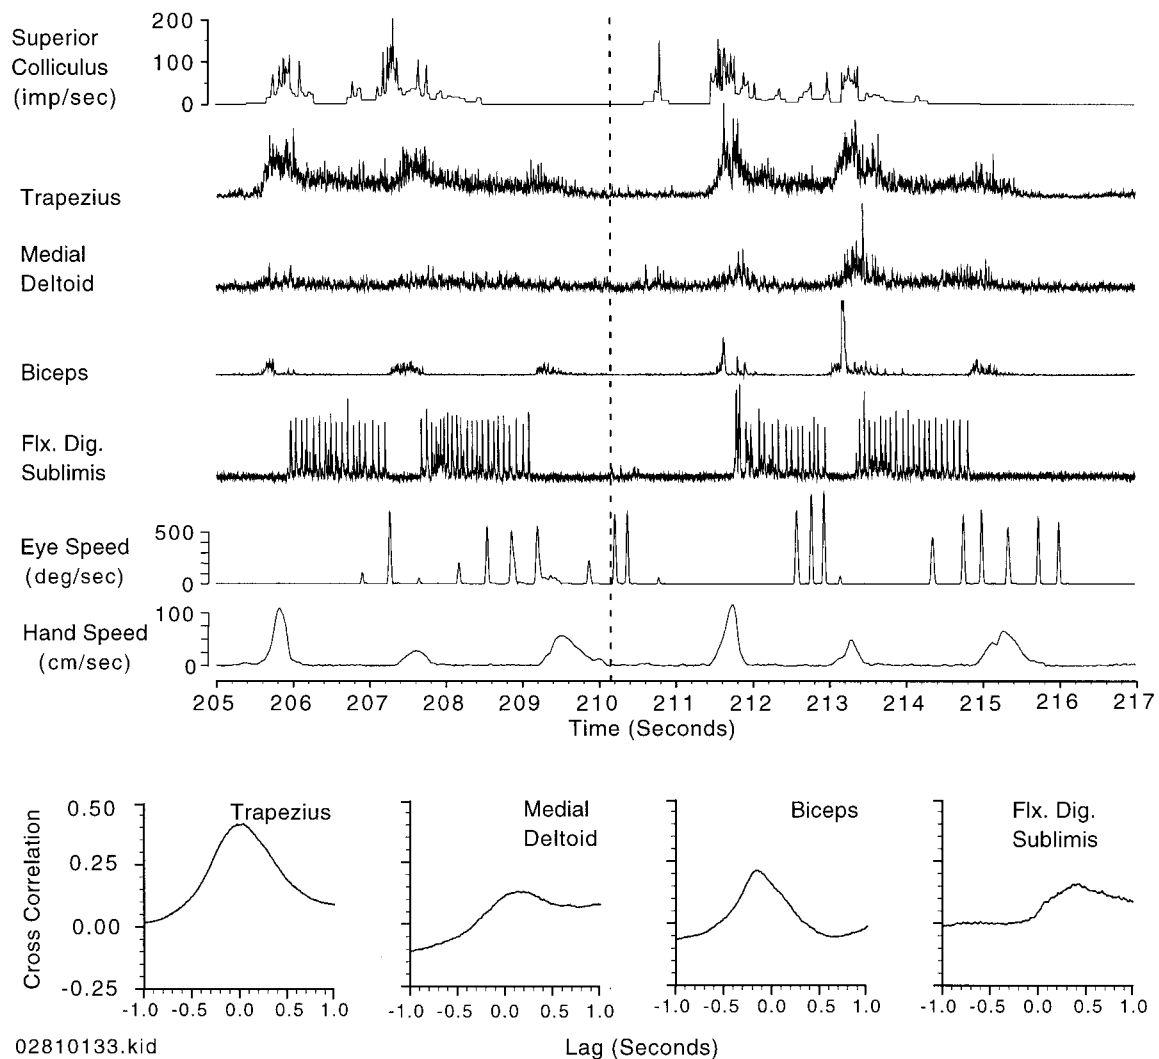 Superior
Colliculus
(imp/sec)
200
100
0
Trapezius
Medial
Deltoid
Biceps
Flx. Dig.
Sublimis
Eye Speed
(deg/sec)
500
0
Hand Speed
(cm/sec)
100
0
205 206 207 208 209 210 211 212 213 214 215 216 217
Time (Seconds)
Cross Correlation
0.50
0.25
0.00
-0.25
Trapezius
Medial
Deltoid
Biceps
Flx. Dig.
Sublimis
-1.0 -0.5 0.0 0.5 1.0
-1.0 -0.5 0.0 0.5 1.0
-1.0 -0.5 0.0 0.5 1.0
-1.0 -0.5 0.0 0.5 1.0
02810133.kid
Lag (Seconds)